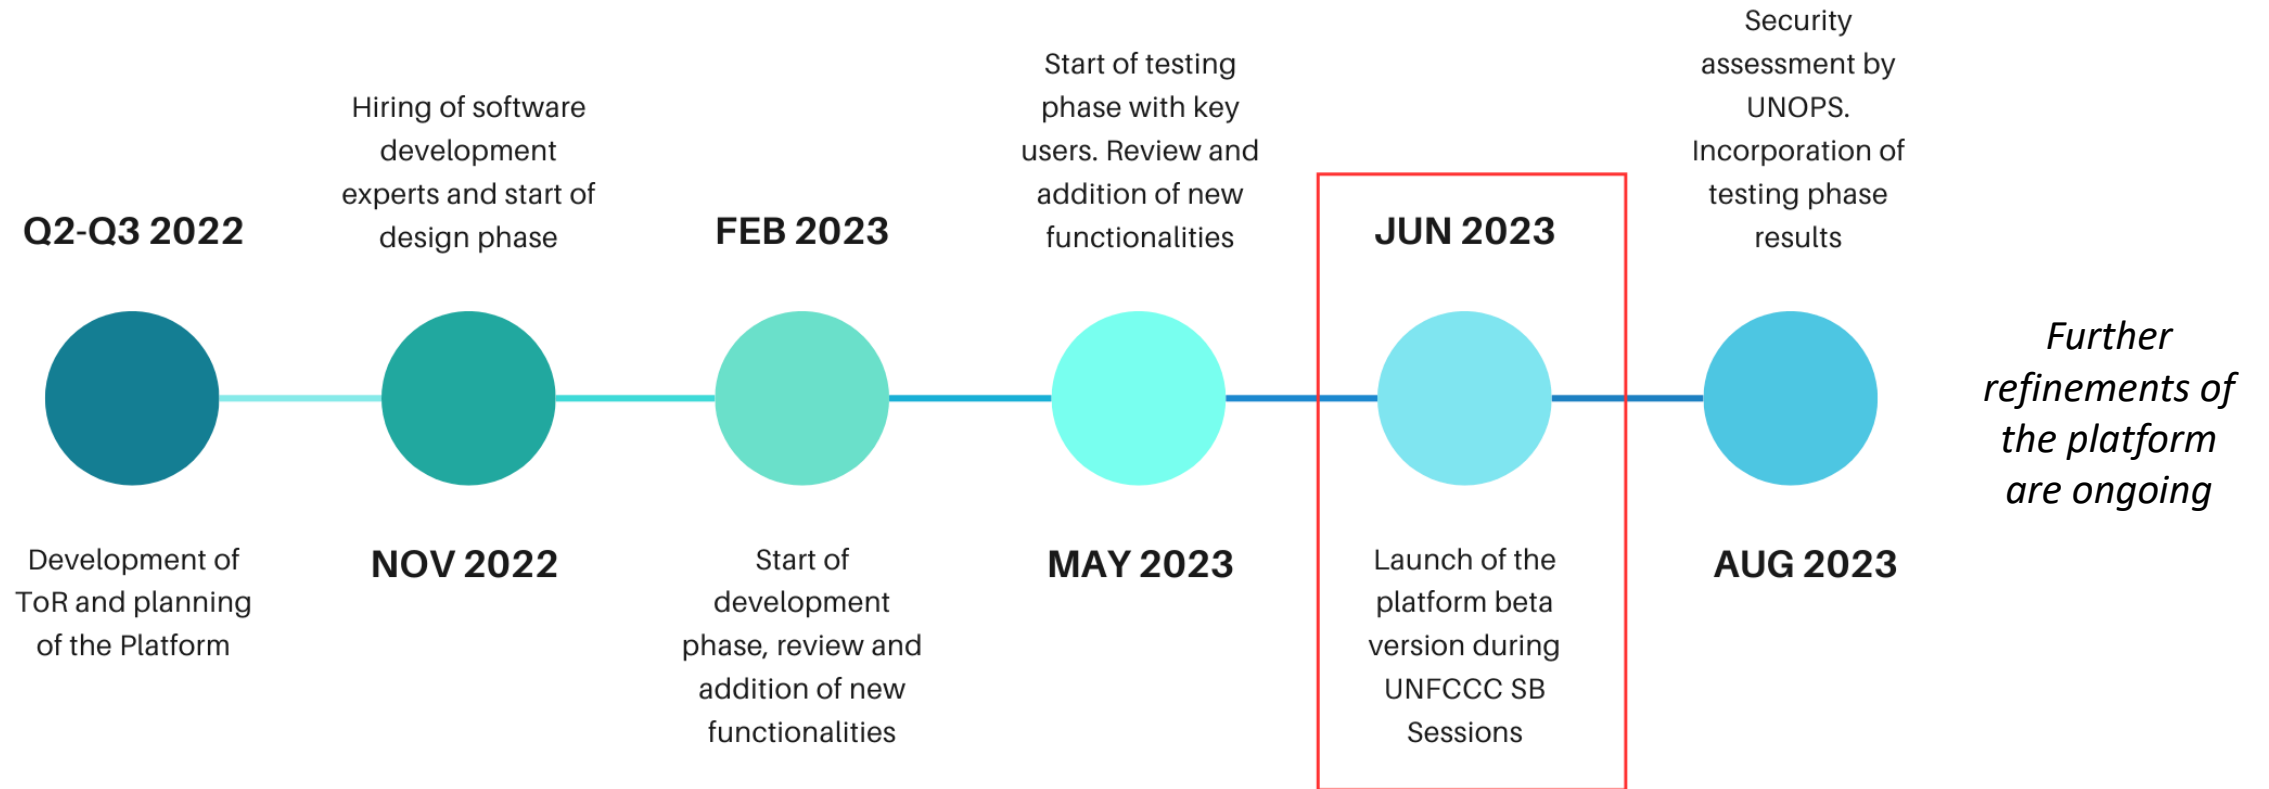 Q2-Q3 2022
Development of
ToR and planning
of the Platform
Hiring of software
development
experts and start of
design phase
NOV 2022
FEB 2023
Start of
development
phase, review and
addition of new
functionalities
Start of testing
phase with key
users. Review and
addition of new
functionalities
MAY 2023
JUN 2023
Launch of the
platform beta
version during
UNFCCC SB
Sessions
Security
assessment by
UNOPS.
Incorporation of
testing phase
results
AUG 2023
Further
refinements of
the platform
are ongoing